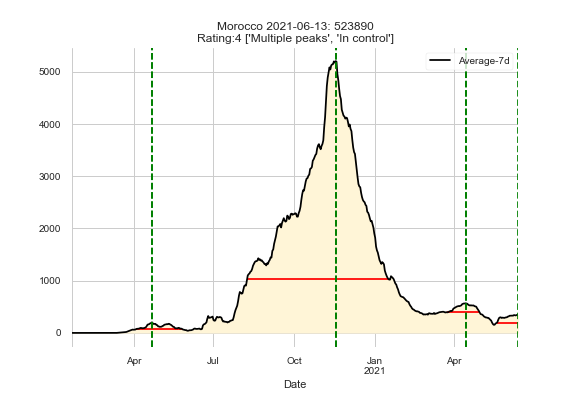 Morocco 2021-06-13: 523890
Rating:4 ['Multiple peaks', 'In control']
Average-7d
5000
4000
3000
2000
1000
0
Apr Jul Oct Jan Apr
2021
Date